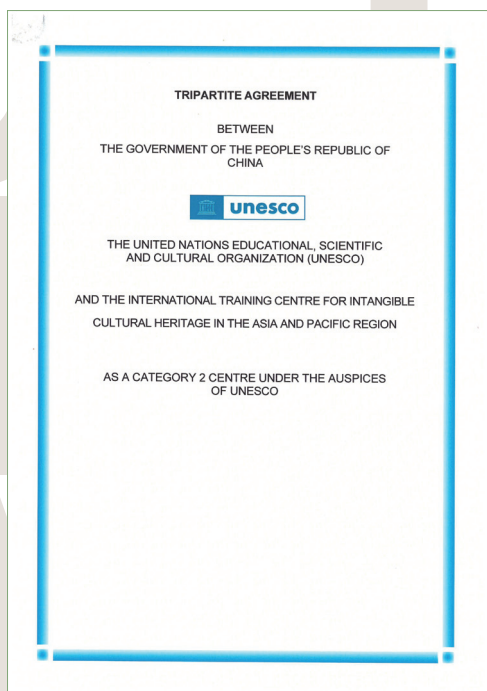 TRIPARTITE AGREEMENT
BETWEEN
THE GOVERNMENT OF THE PEOPLE'S REPUBLIC OF
CHINA
unesco
THE UNITED NATIONS EDUCATIONAL, SCIENTIFIC
AND CULTURAL ORGANIZATION (UNESCO)
AND THE INTERNATIONAL TRAINING CENTRE FOR INTANGIBLE
CULTURAL HERITAGE IN THE ASIA AND PACIFIC REGION
AS A CATEGORY 2 CENTRE UNDER THE AUSPICES
OF UNESCO